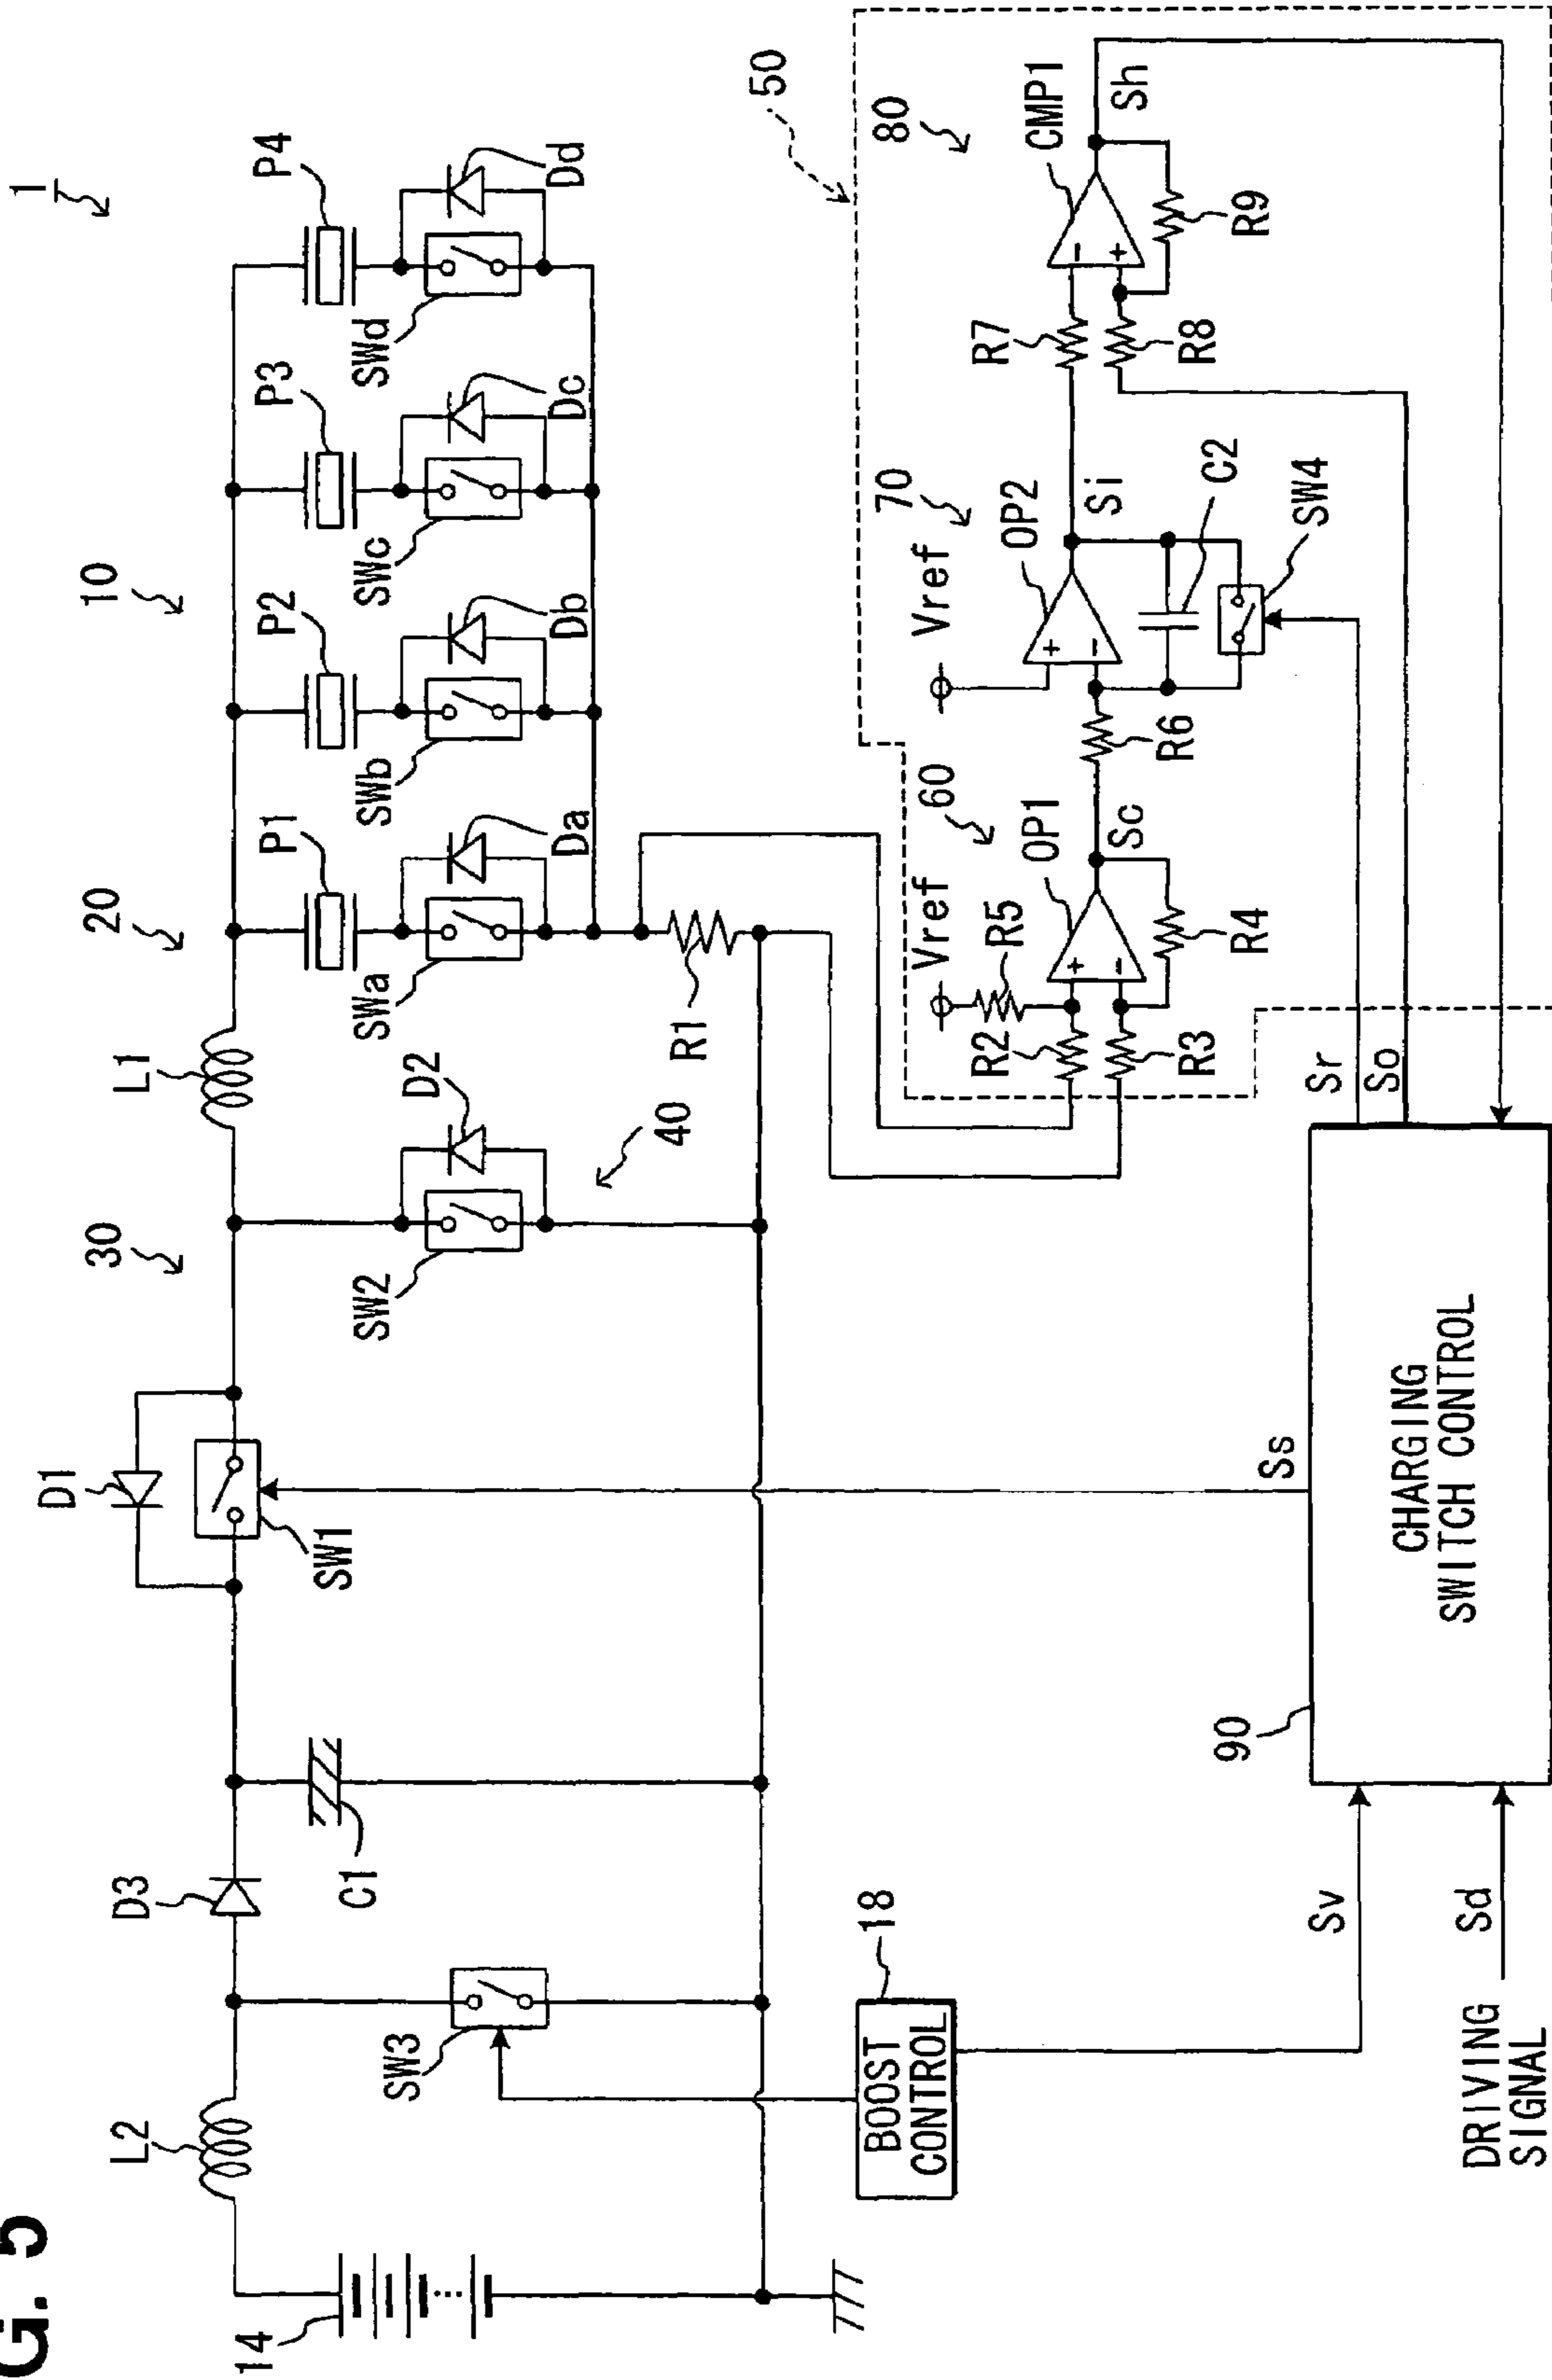 G. 5
1
10
20
30
40
50
P1
P2
P3
P4
SWa
SWb
SWc
SWd
Da
Db
Dc
Dd
L1
D1
SW1
D2
SW2
R1
L2
D3
C1
SW3
14
18
BOOST
CONTROL
60
70
80
Vref
Vref
R2
R3
R4
R5
OP1
+
-
Sc
R6
OP2
+
-
Si
C2
SW4
R7
R8
R9
CMP1
-
+
Sh
Sr
So
Ss
Sv
Sd
90
CHARGING
SWITCH CONTROL
DRIVING
SIGNAL